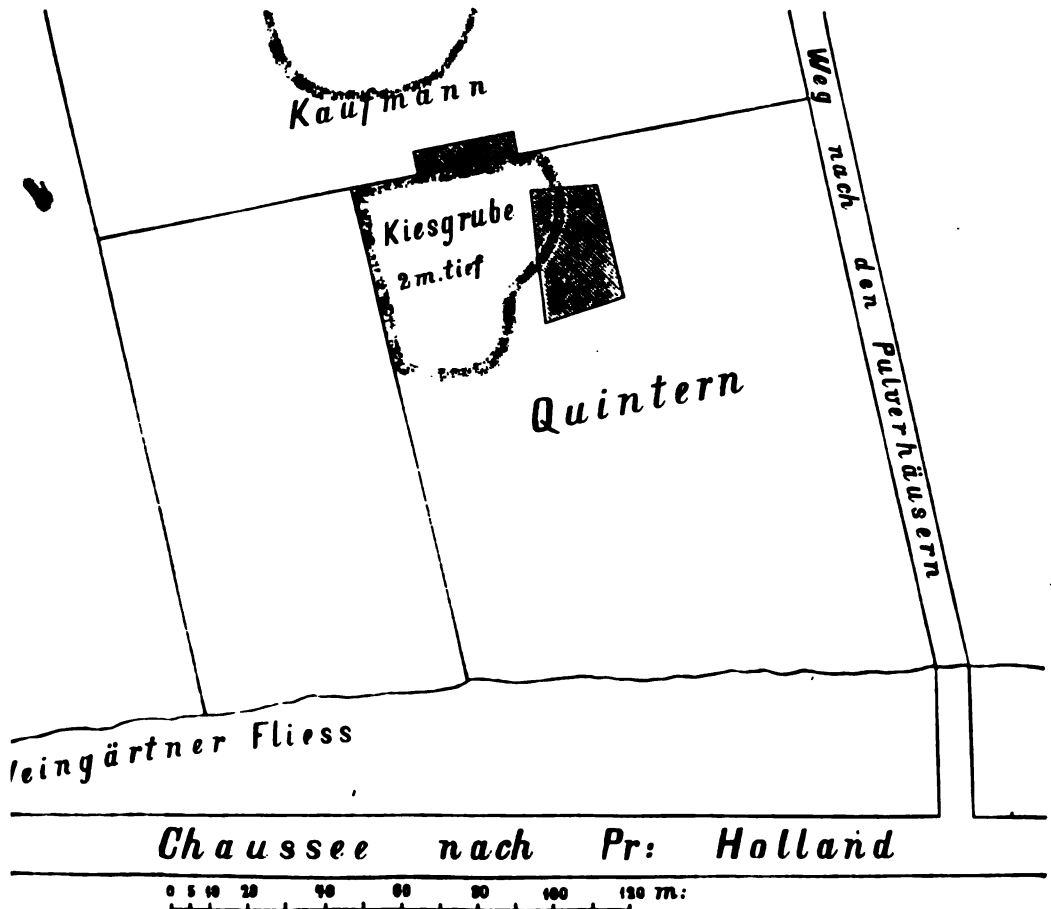 Kaufmann
Weg nach den Pulverhäusern
Kiesgrube
2 m. tief
Quintern
eingärtner Fliess
Chaussee nach Pr: Holland
0 5 10 20 40 60 80 100 120 m: